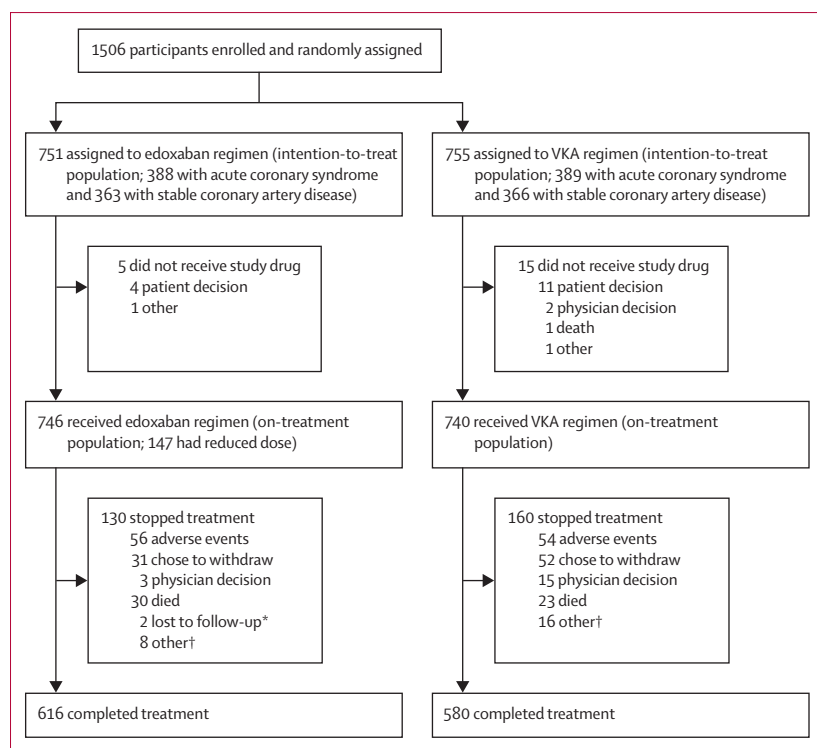 1506 participants enrolled and randomly assigned
751 assigned to edoxaban regimen (intention-to-treat
population; 388 with acute coronary syndrome
and 363 with stable coronary artery disease)
755 assigned to VKA regimen (intention-to-treat
population; 389 with acute coronary syndrome
and 366 with stable coronary artery disease)
5 did not receive study drug
4 patient decision
1 other
15 did not receive study drug
11 patient decision
2 physician decision
1 death
1 other
746 received edoxaban regimen (on-treatment
population; 147 had reduced dose)
740 received VKA regimen (on-treatment
population)
130 stopped treatment
56 adverse events
31 chose to withdraw
3 physician decision
30 died
2 lost to follow-up*
8 other†
160 stopped treatment
54 adverse events
52 chose to withdraw
15 physician decision
23 died
16 other†
616 completed treatment
580 completed treatment